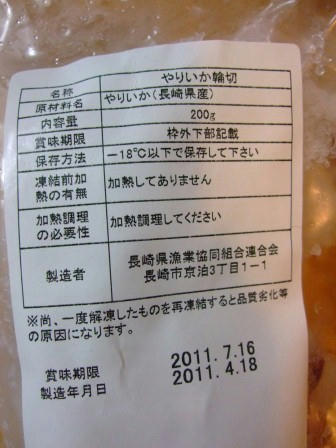 名称 やりいか輪切
原材料名 やりいか(長崎県産)
内容量 200g
賞味期限 枠外下部記載
保存方法 −18℃以下で保存して下さい
凍結前加熱の有無 加熱してありません
加熱調理の必要性 加熱調理してください
製造者 長崎県漁業協同組合連合会
長崎市京泊3丁目1−1
※尚、一度解凍したものを再凍結すると品質劣化等
の原因になります。
賞味期限 2011.7.16
製造年月日 2011.4.18